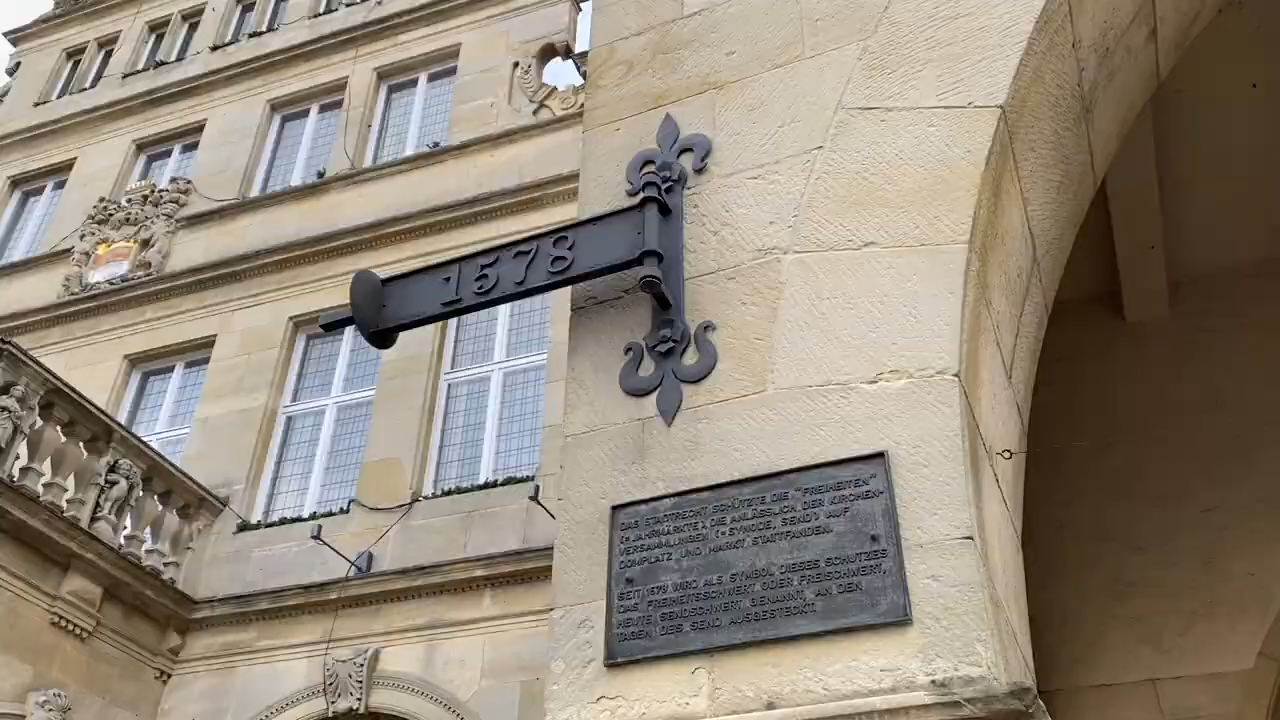 1578
DAS STADTRECHT SCHÜTZTE DIE "FREIHEITEN"
(=JAHRMÄRKTE), DIE ANLÄSSLICH DER KIRCHEN-
VERSAMMLUNGEN (=SYNODE, SEND) AUF
DOMPLATZ UND MARKT STATTFANDEN.
SEIT 1578 WIRD ALS SYMBOL DIESES SCHUTZES
DAS FREIHEITSSCHWERT ODER FREISCHWERT,
HEUTE SENDSCHWERT GENANNT, AN DEN
TAGEN DES SEND AUSGESTECKT.